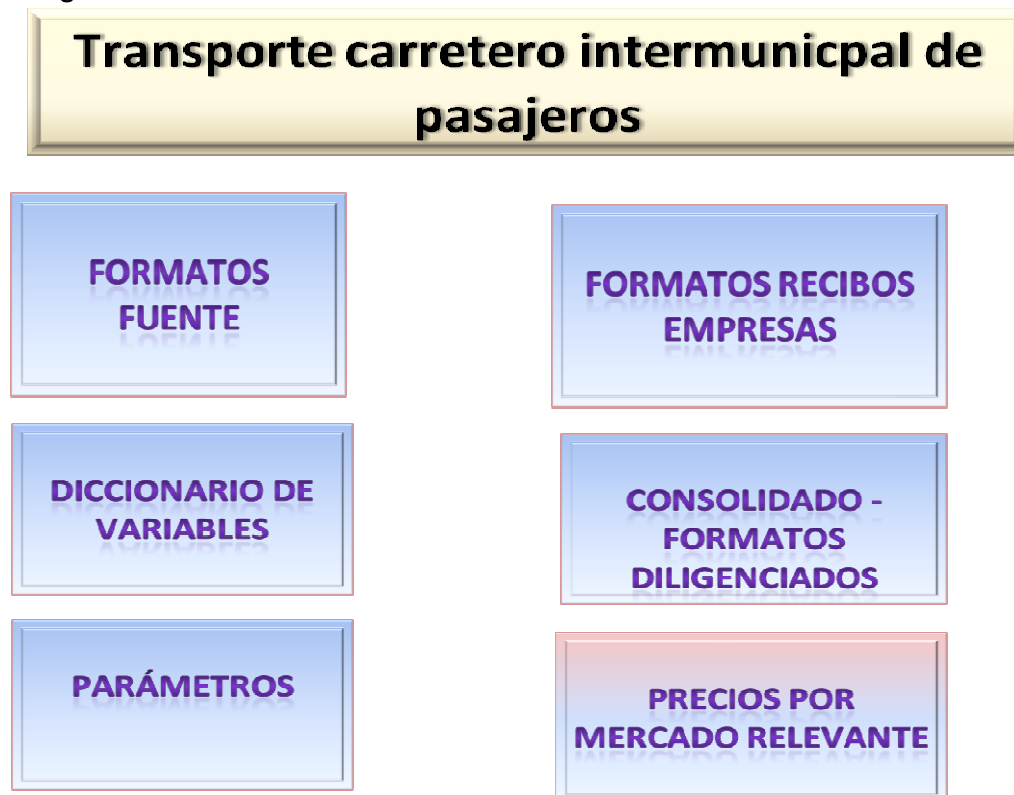 Transporte carretero intermunicpal de
pasajeros
FORMATOS
FUENTE
FORMATOS RECIBOS
EMPRESAS
DICCIONARIO DE
VARIABLES
CONSOLIDADO -
FORMATOS
DILIGENCIADOS
PARÁMETROS
PRECIOS POR
MERCADO RELEVANTE